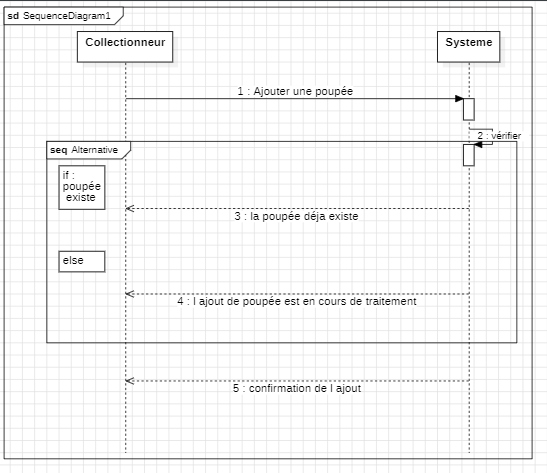 sd SequenceDiagram1
Collectionneur
Systeme
1 : Ajouter une poupée
2 : vérifier
seq Alternative
if :
poupée
existe
3 : la poupée déja existe
else
4 : l ajout de poupée est en cours de traitement
5 : confirmation de l ajout